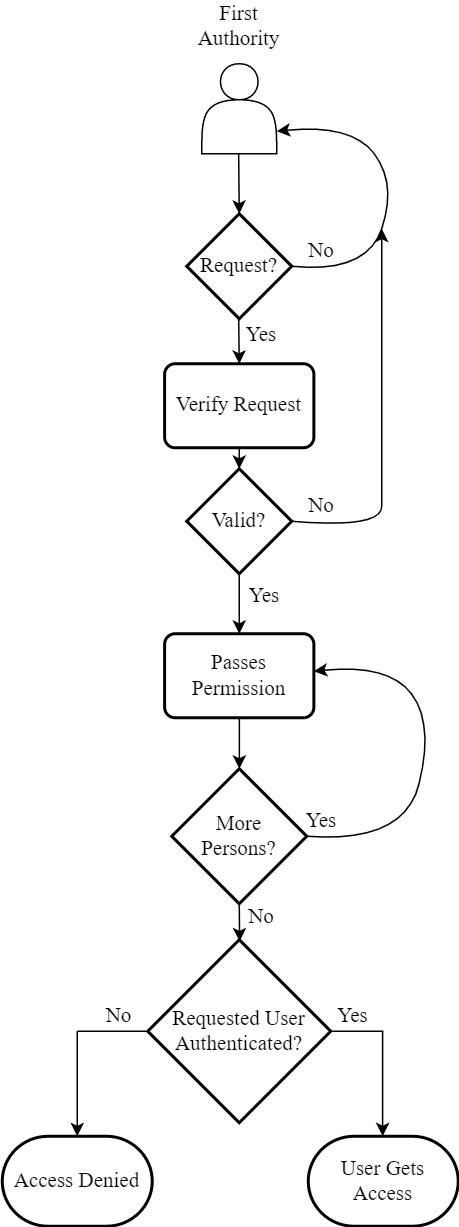 First
Authority
Request?
No
Yes
Verify Request
Valid?
No
Yes
Passes
Permission
More
Persons?
Yes
No
Requested User
Authenticated?
No
Yes
Access Denied
User Gets
Access